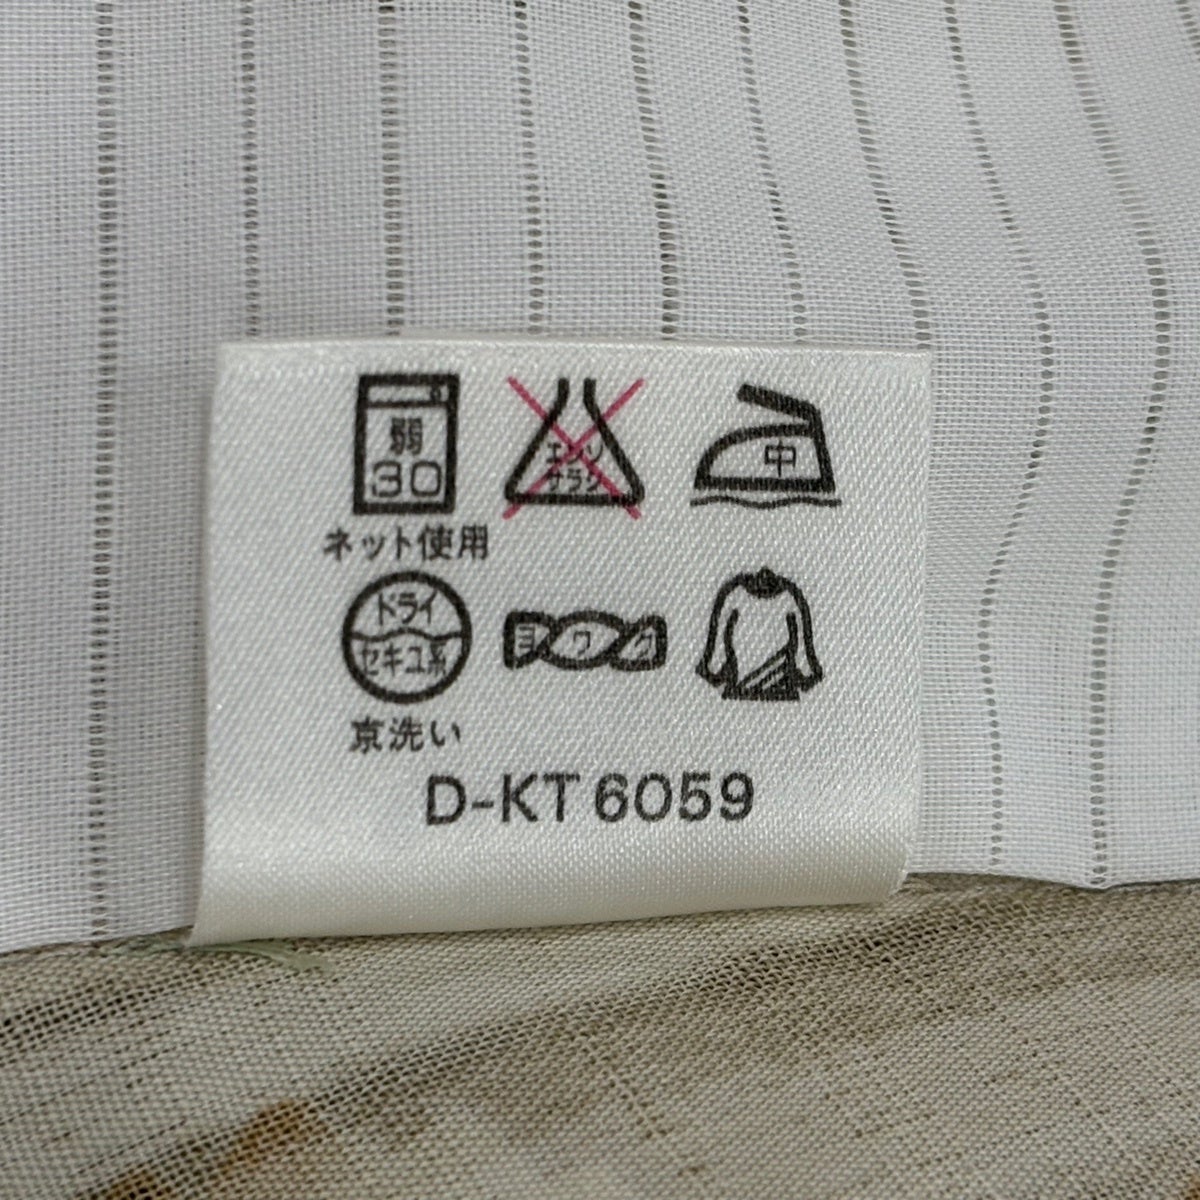 弱
30
エンソ
サラシ
中
ネット使用
ドライ
セキユ系
ヨワク
京洗い
D-KT 6059